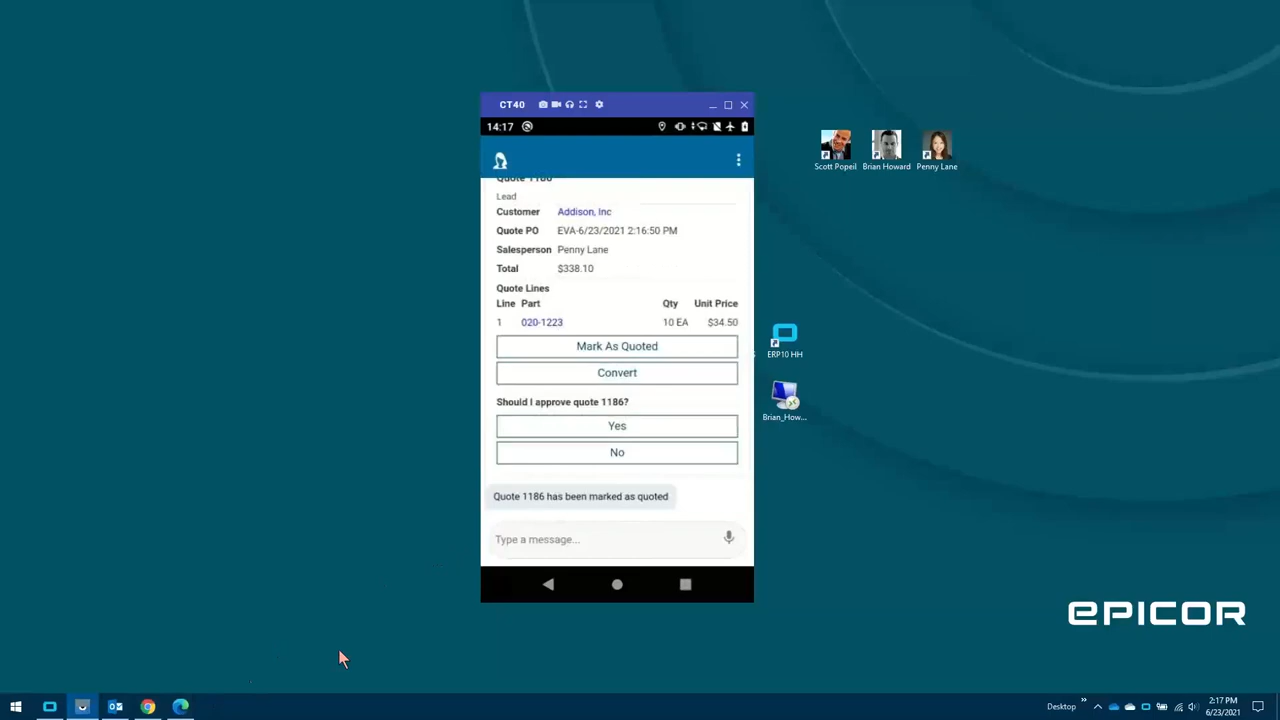 CT40
14:17
Quote 1186
Lead
Customer Addison, Inc
Quote PO EVA-6/23/2021 2:16:50 PM
Salesperson Penny Lane
Total $338.10
Quote Lines
Line Part Qty Unit Price
1 020-1223 10 EA $34.50
Mark As Quoted
Convert
Should I approve quote 1186?
Yes
No
Quote 1186 has been marked as quoted
Type a message...
Scott Popeil Brian Howard Penny Lane
ERP10 HH
Brian_How...
EPICOR
Desktop
2:17 PM
6/23/2021